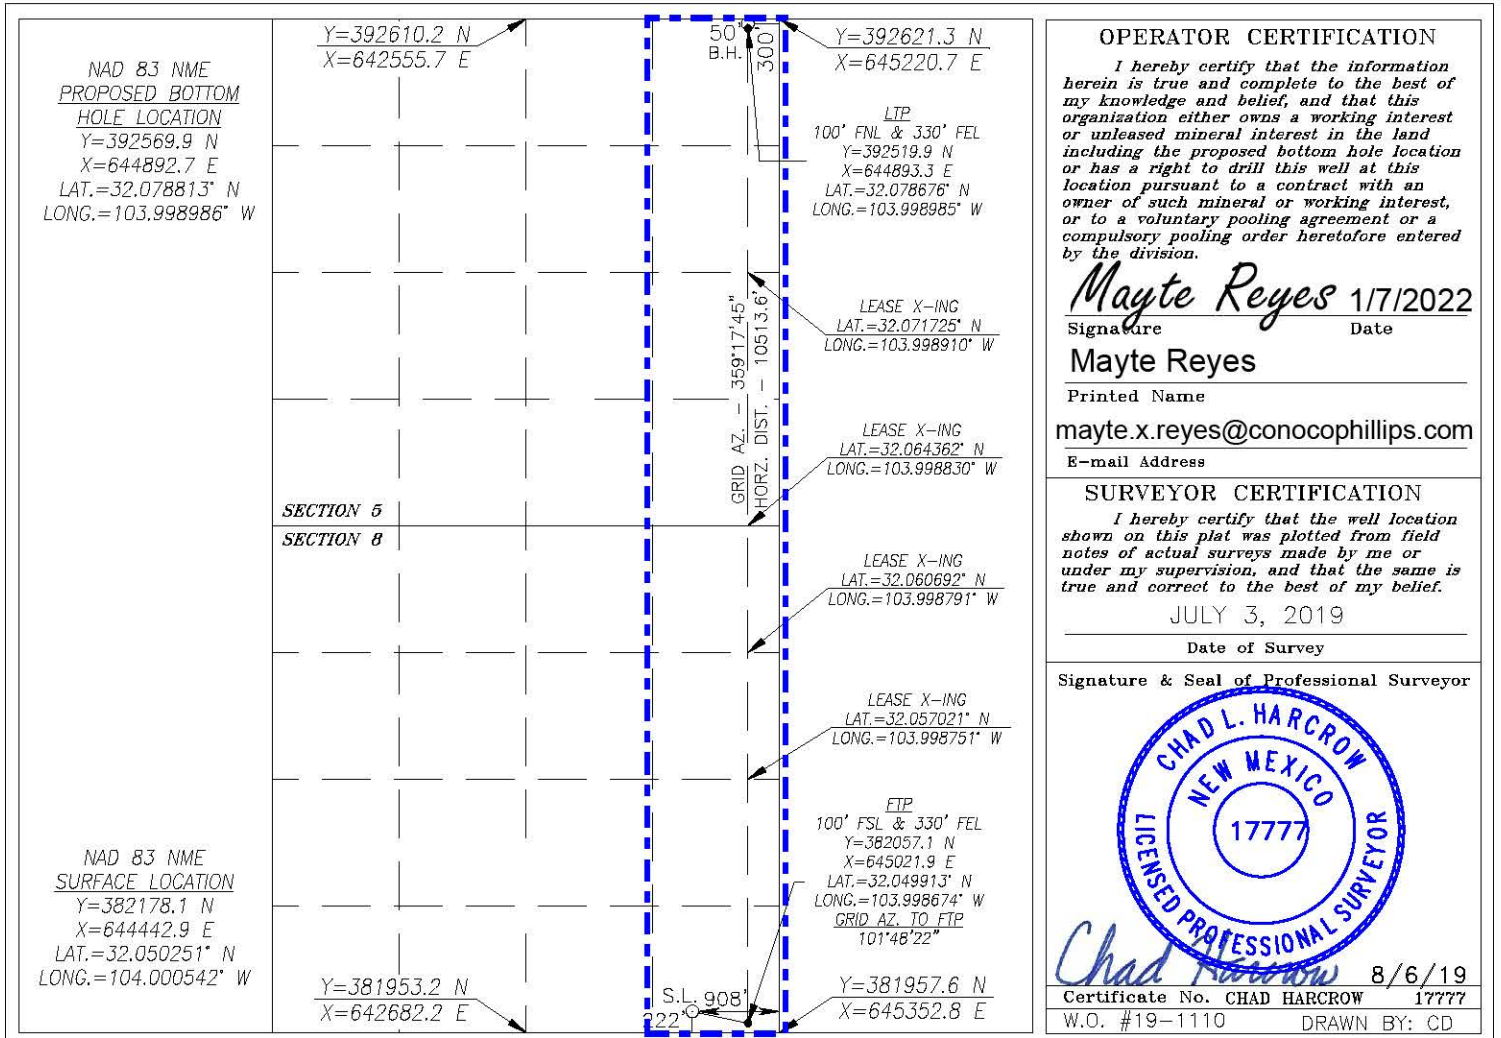 NAD 83 NME
PROPOSED BOTTOM
HOLE LOCATION
Y=392569.9 N
X=644892.7 E
LAT.=32.078813° N
LONG.=103.998986° W
NAD 83 NME
SURFACE LOCATION
Y=382178.1 N
X=644442.9 E
LAT.=32.050251° N
LONG.=104.000542° W
Y=392610.2 N
X=642555.7 E
SECTION 5
SECTION 8
Y=381953.2 N
X=642682.2 E
50'
B.H.
300'
GRID AZ. - 359°17'45"
HORZ. DIST. - 10513.6'
S.L. 908'
222'
Y=392621.3 N
X=645220.7 E
LTP
100' FNL & 330' FEL
Y=392519.9 N
X=644893.3 E
LAT.=32.078676° N
LONG.=103.998985° W
LEASE X-ING
LAT.=32.071725° N
LONG.=103.998910° W
LEASE X-ING
LAT.=32.064362° N
LONG.=103.998830° W
LEASE X-ING
LAT.=32.060692° N
LONG.=103.998791° W
LEASE X-ING
LAT.=32.057021° N
LONG.=103.998751° W
FTP
100' FSL & 330' FEL
Y=382057.1 N
X=645021.9 E
LAT.=32.049913° N
LONG.=103.998674° W
GRID AZ. TO FTP
101°48'22"
Y=381957.6 N
X=645352.8 E
OPERATOR CERTIFICATION
I hereby certify that the information
herein is true and complete to the best of
my knowledge and belief, and that this
organization either owns a working interest
or unleased mineral interest in the land
including the proposed bottom hole location
or has a right to drill this well at this
location pursuant to a contract with an
owner of such mineral or working interest,
or to a voluntary pooling agreement or a
compulsory pooling order heretofore entered
by the division.
Mayte Reyes 1/7/2022
Signature Date
Mayte Reyes
Printed Name
mayte.x.reyes@conocophillips.com
E-mail Address
SURVEYOR CERTIFICATION
I hereby certify that the well location
shown on this plat was plotted from field
notes of actual surveys made by me or
under my supervision, and that the same is
true and correct to the best of my belief.
JULY 3, 2019
Date of Survey
Signature & Seal of Professional Surveyor
CHAD L. HARCROW
NEW MEXICO
17777
LICENSED PROFESSIONAL SURVEYOR
Chad Harcrow 8/6/19
Certificate No. CHAD HARCROW 17777
W.O. #19-1110 DRAWN BY: CD